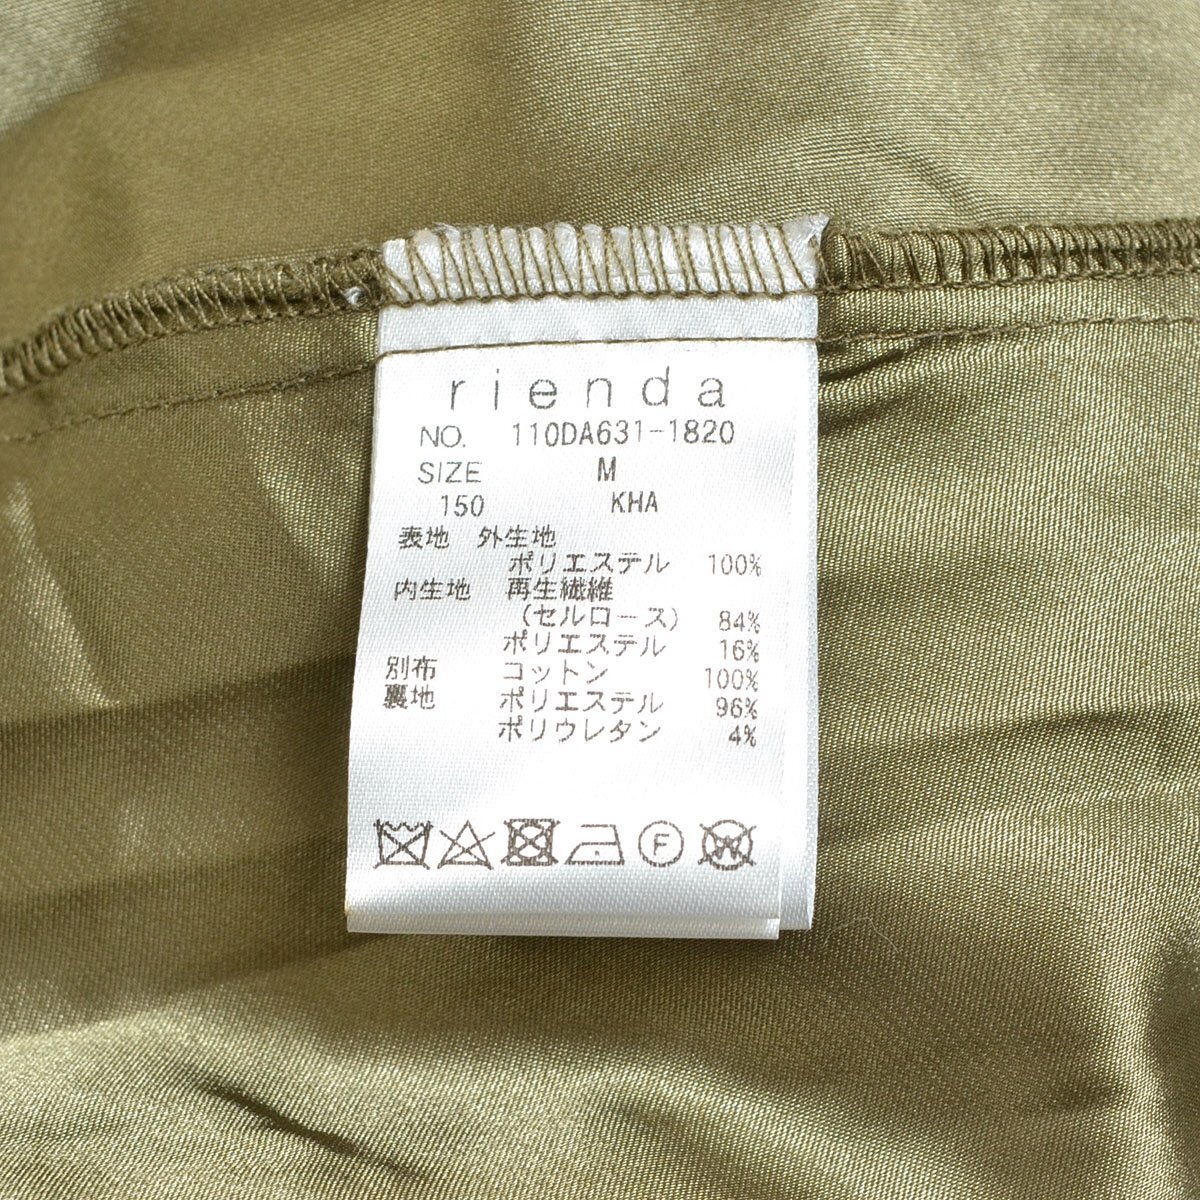 rienda
NO. 110DA631-1820
SIZE M
150 KHA
表地 外生地
ポリエステル 100%
内生地 再生繊維
(セルロース) 84%
ポリエステル 16%
別布 コットン 100%
裏地 ポリエステル 96%
ポリウレタン 4%
F W